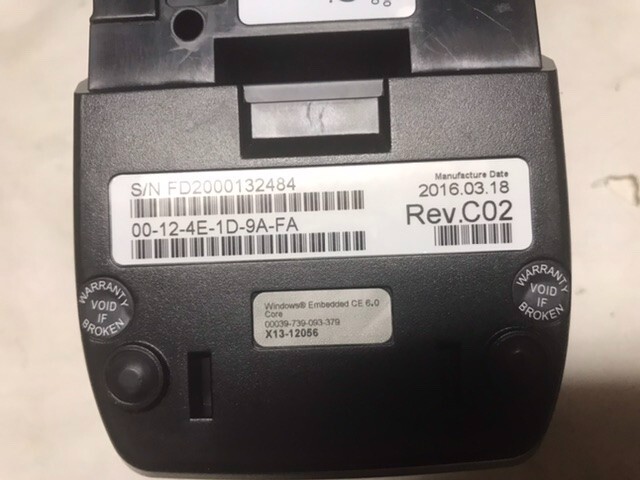 S/N FD2000132484
00-12-4E-1D-9A-FA
Manufacture Date
2016.03.18
Rev.C02
WARRANTY
VOID
IF
BROKEN
WARRANTY
VOID
IF
BROKEN
Windows® Embedded CE 6.0
Core
00039-739-093-379
X13-12056